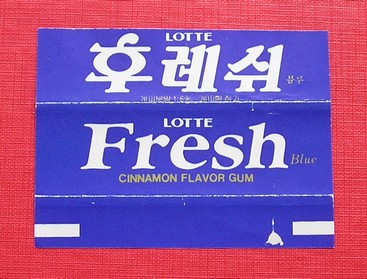 LOTTE
후레쉬 블루
LOTTE
Fresh Blue
CINNAMON FLAVOR GUM